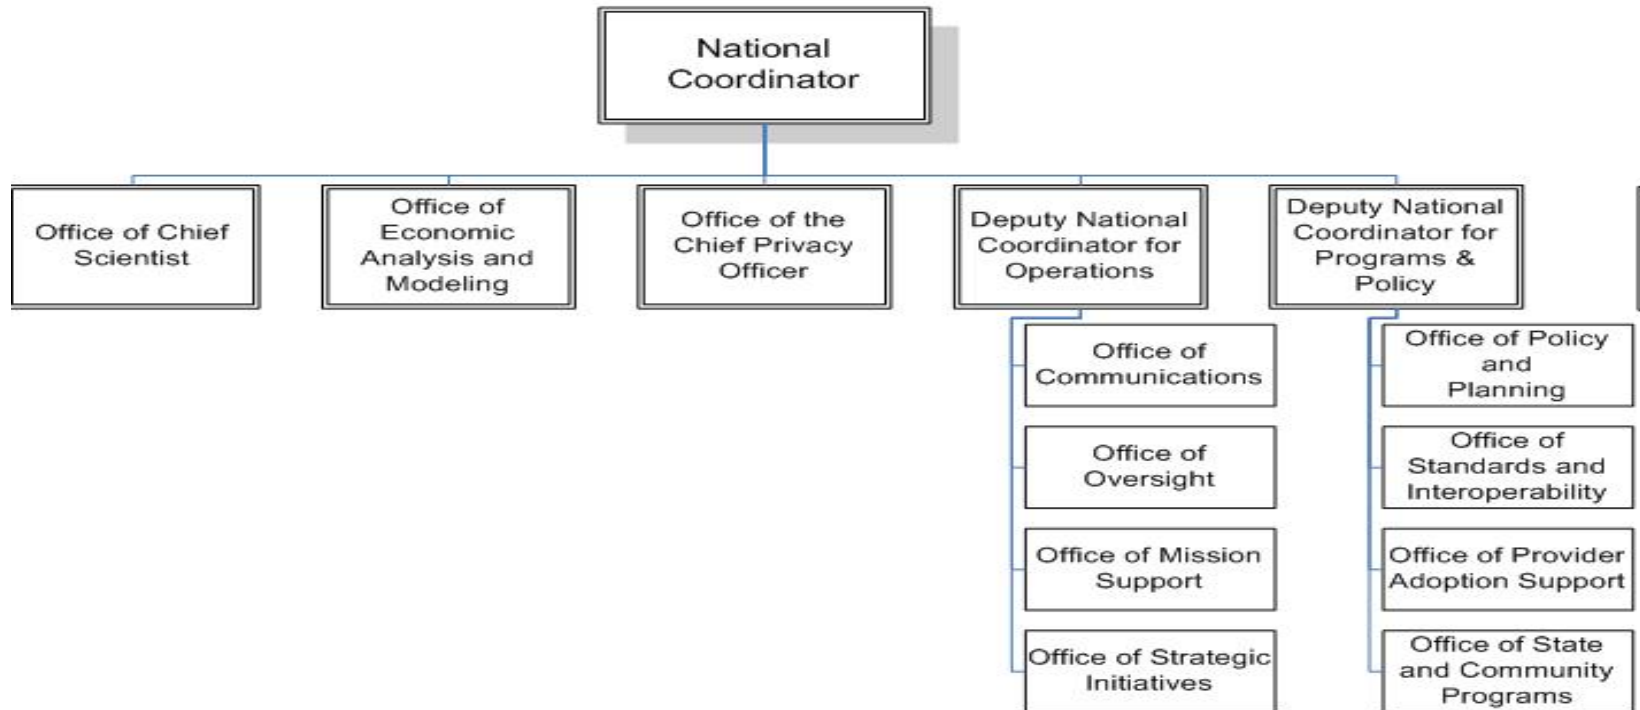 National
Coordinator
Office of Chief
Scientist
Office of
Economic
Analysis and
Modeling
Office of the
Chief Privacy
Officer
Deputy National
Coordinator for
Operations
Deputy National
Coordinator for
Programs &
Policy
Office of
Communications
Office of
Oversight
Office of Mission
Support
Office of Strategic
Initiatives
Office of Policy
and
Planning
Office of
Standards and
Interoperability
Office of Provider
Adoption Support
Office of State
and Community
Programs